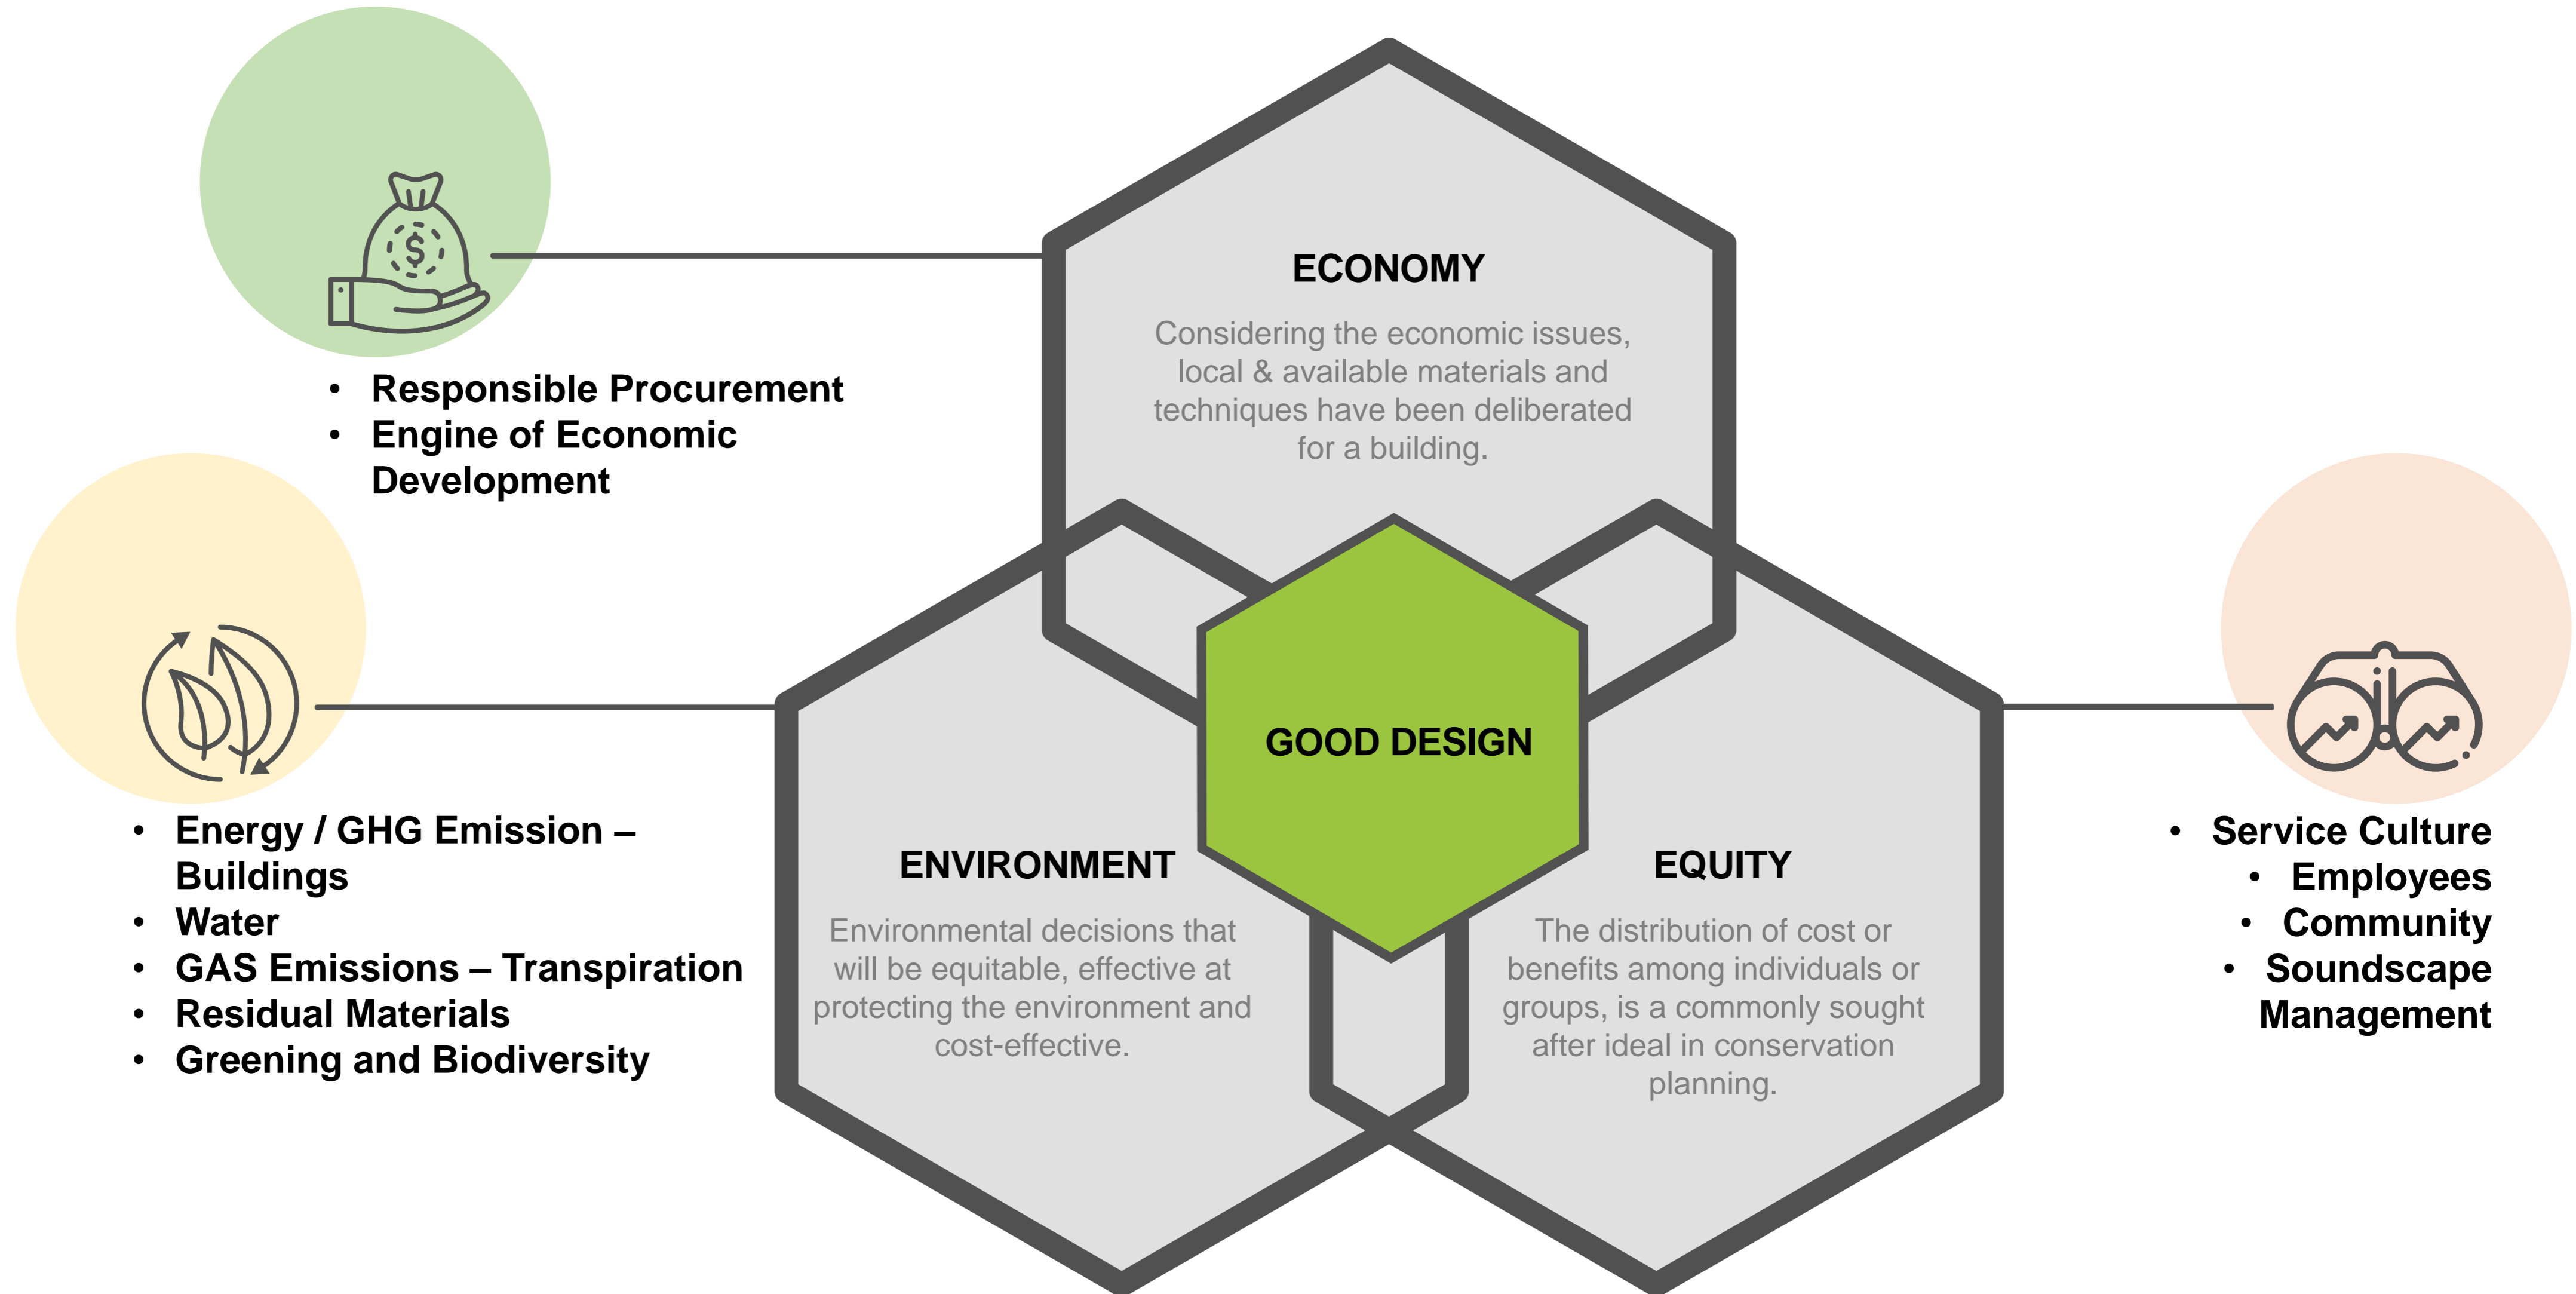 ECONOMY
Considering the economic issues,
local & available materials and
techniques have been deliberated
for a building.
$
• Responsible Procurement
• Engine of Economic
Development
GOOD DESIGN
ENVIRONMENT
Environmental decisions that
will be equitable, effective at
protecting the environment and
cost-effective.
• Energy / GHG Emission –
Buildings
• Water
• GAS Emissions – Transpiration
• Residual Materials
• Greening and Biodiversity
EQUITY
The distribution of cost or
benefits among individuals or
groups, is a commonly sought
after ideal in conservation
planning.
• Service Culture
• Employees
• Community
• Soundscape
Management